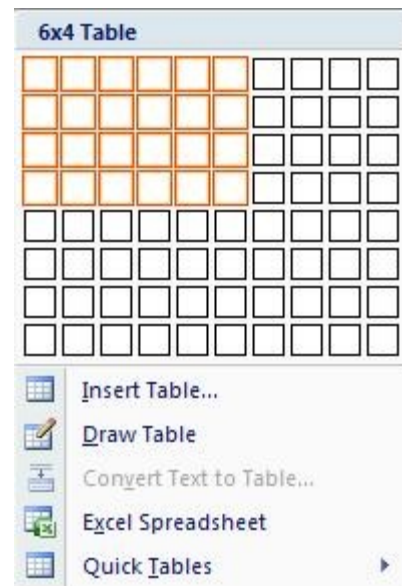 6x4 Table
Insert Table...
Draw Table
Convert Text to Table...
Excel Spreadsheet
Quick Tables